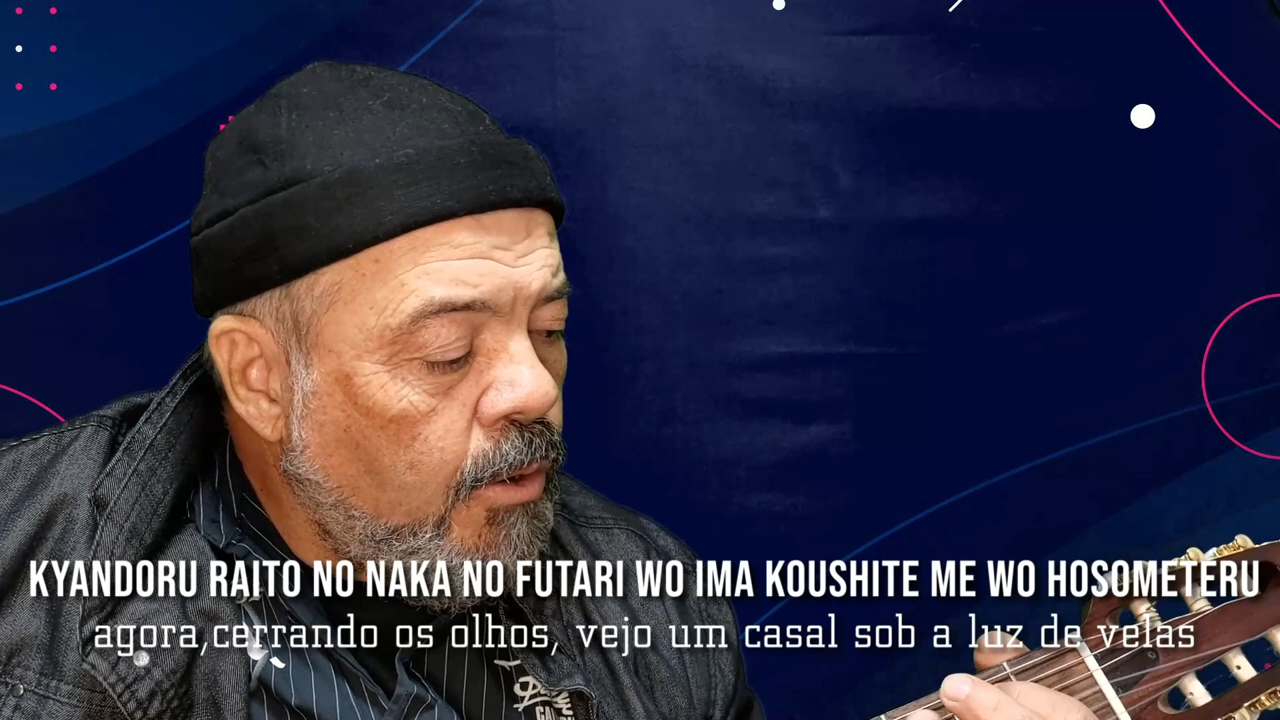 KYANDORU RAITO NO NAKA NO FUTARI WO IMA KOUSHITE ME WO HOSOMETERU
agora,cerrando os olhos, vejo um casal sob a luz de velas